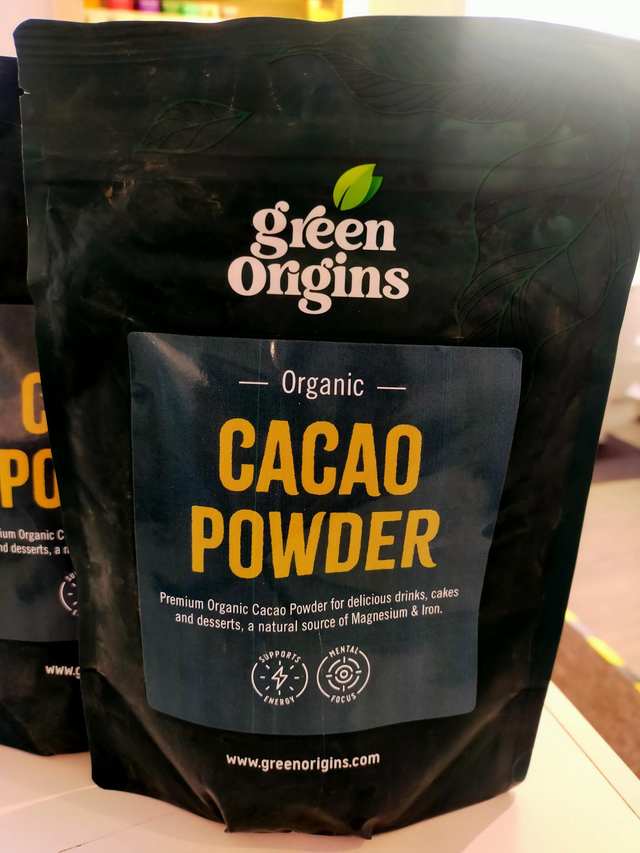 green
Origins
Organic
CACAO
POWDER
Premium Organic Cacao Powder for delicious drinks, cakes
and desserts, a natural source of Magnesium & Iron.
SUPPORTS
ENERGY
MENTAL
FOCUS
www.greenorigins.com